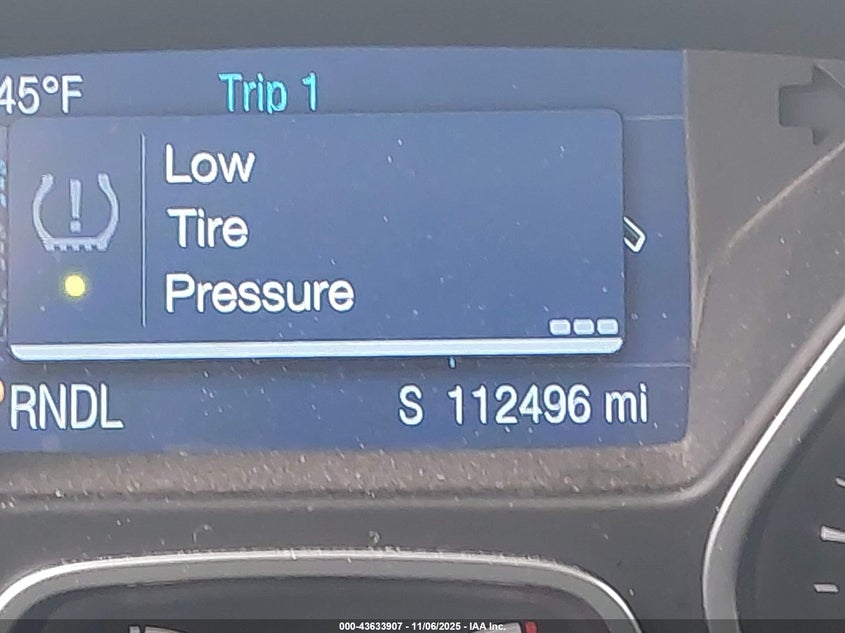 45°F Trip 1
Low
Tire
Pressure
RNDL S 112496 mi
000-43633907 - 11/06/2025 - IAA Inc.